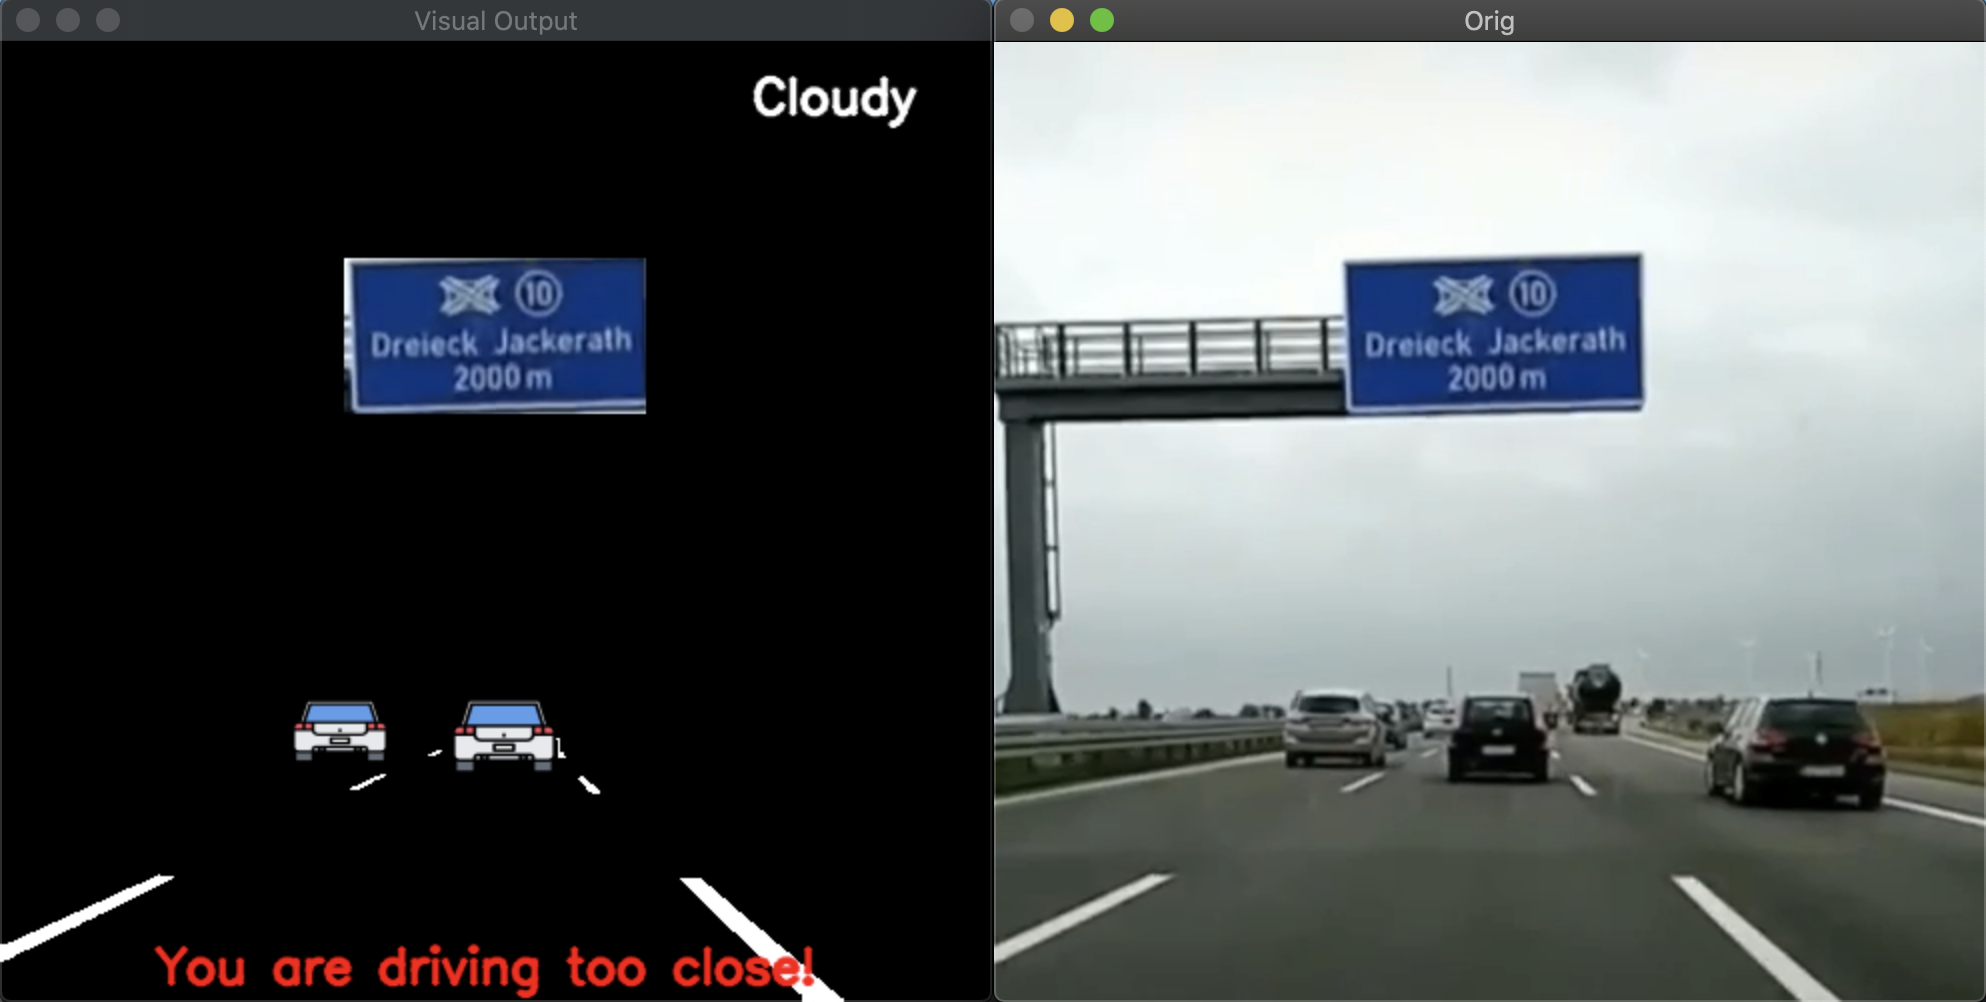 Visual Output
Cloudy
10
Dreieck Jackerath
2000 m
You are driving too close!
Orig
10
Dreieck Jackerath
2000 m